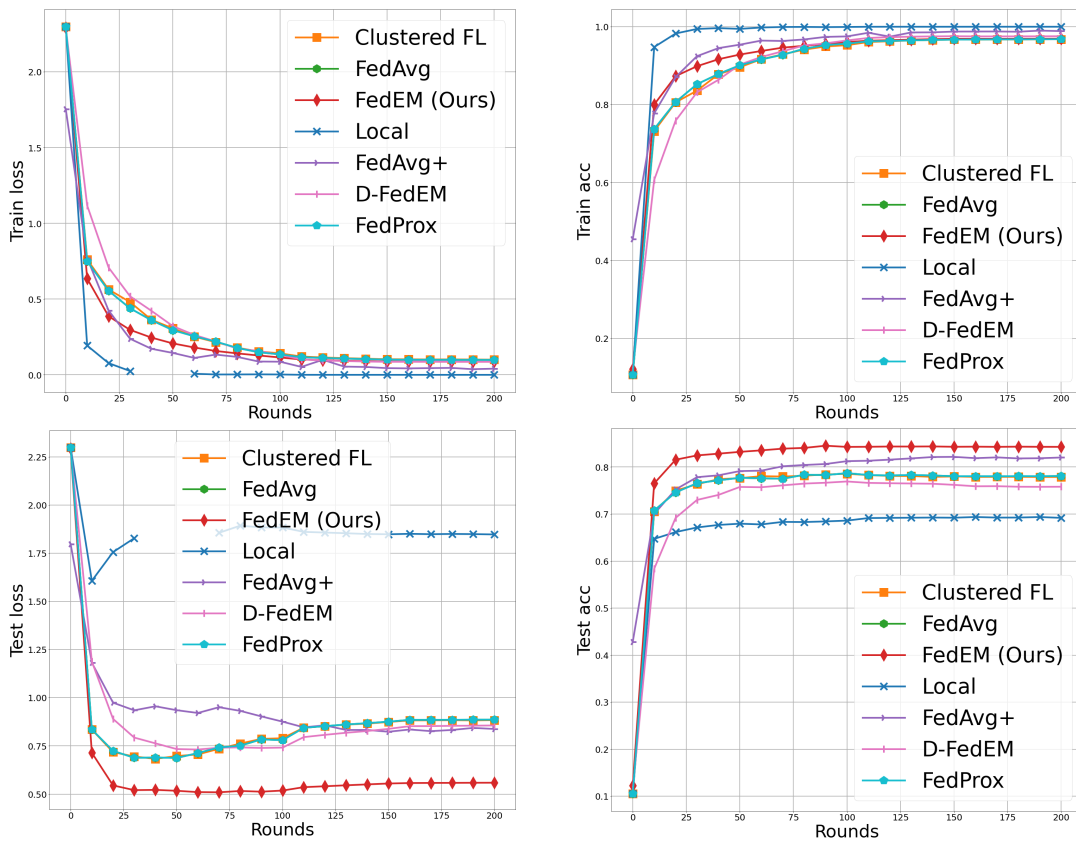 Train loss
2.0
1.5
1.0
0.5
0.0
0
25
50
75
100
125
150
175
200
Rounds
Clustered FL
FedAvg
FedEM (Ours)
Local
FedAvg+
D-FedEM
FedProx
Train acc
1.0
0.8
0.6
0.4
0.2
0
25
50
75
100
125
150
175
200
Rounds
Clustered FL
FedAvg
FedEM (Ours)
Local
FedAvg+
D-FedEM
FedProx
Test loss
2.25
2.00
1.75
1.50
1.25
1.00
0.75
0.50
0
25
50
75
100
125
150
175
200
Rounds
Clustered FL
FedAvg
FedEM (Ours)
Local
FedAvg+
D-FedEM
FedProx
Test acc
0.8
0.7
0.6
0.5
0.4
0.3
0.2
0.1
0
25
50
75
100
125
150
175
200
Rounds
Clustered FL
FedAvg
FedEM (Ours)
Local
FedAvg+
D-FedEM
FedProx